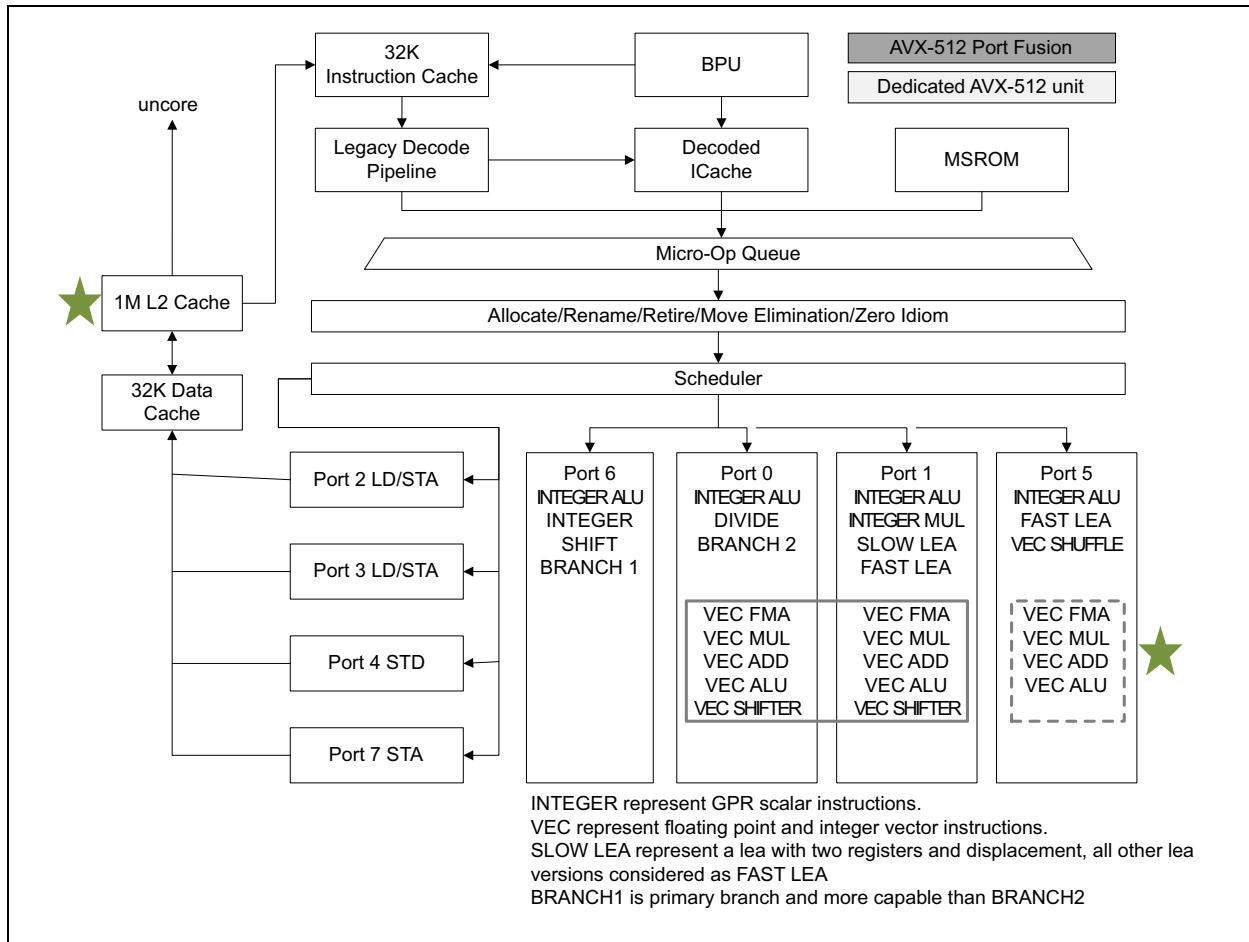 32K
Instruction Cache
BPU
AVX-512 Port Fusion
Dedicated AVX-512 unit
uncore
Legacy Decode
Pipeline
Decoded
ICache
MSROM
Micro-Op Queue
1M L2 Cache
Allocate/Rename/Retire/Move Elimination/Zero Idiom
Scheduler
32K Data
Cache
Port 2 LD/STA
Port 3 LD/STA
Port 4 STD
Port 7 STA
Port 6
INTEGER ALU
INTEGER
SHIFT
BRANCH 1
Port 0
INTEGER ALU
DIVIDE
BRANCH 2
VEC FMA
VEC MUL
VEC ADD
VEC ALU
VEC SHIFTER
Port 1
INTEGER ALU
INTEGER MUL
SLOW LEA
FAST LEA
VEC FMA
VEC MUL
VEC ADD
VEC ALU
VEC SHIFTER
Port 5
INTEGER ALU
FAST LEA
VEC SHUFFLE
VEC FMA
VEC MUL
VEC ADD
VEC ALU
INTEGER represent GPR scalar instructions.
VEC represent floating point and integer vector instructions.
SLOW LEA represent a lea with two registers and displacement, all other lea
versions considered as FAST LEA
BRANCH1 is primary branch and more capable than BRANCH2